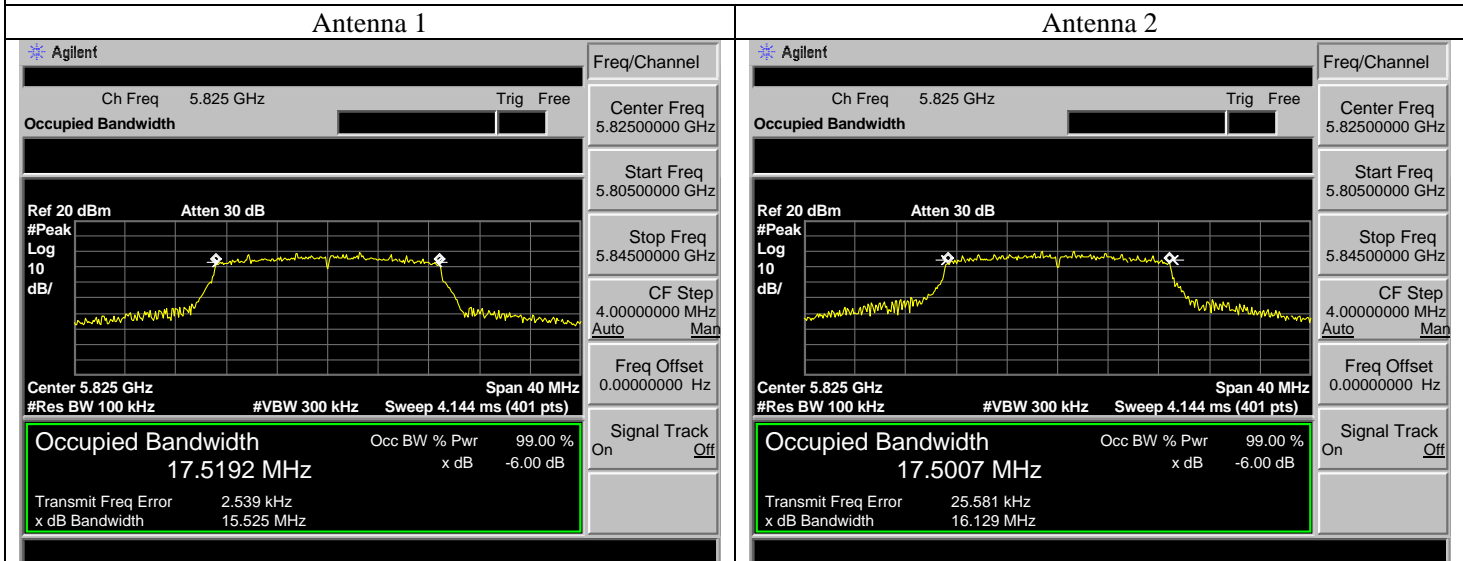 Antenna 1
Agilent
Freq/Channel
Ch Freq 5.825 GHz Trig Free
Occupied Bandwidth
Center Freq
5.82500000 GHz
Start Freq
5.80500000 GHz
Ref 20 dBm Atten 30 dB
#Peak
Log
10
dB/
Stop Freq
5.84500000 GHz
CF Step
4.00000000 MHz
Auto Man
Freq Offset
0.00000000 Hz
Center 5.825 GHz Span 40 MHz
#Res BW 100 kHz #VBW 300 kHz Sweep 4.144 ms (401 pts)
Signal Track
On Off
Occupied Bandwidth Occ BW % Pwr 99.00 %
17.5192 MHz x dB -6.00 dB
Transmit Freq Error 2.539 kHz
x dB Bandwidth 15.525 MHz
Antenna 2
Agilent
Freq/Channel
Ch Freq 5.825 GHz Trig Free
Occupied Bandwidth
Center Freq
5.82500000 GHz
Start Freq
5.80500000 GHz
Ref 20 dBm Atten 30 dB
#Peak
Log
10
dB/
Stop Freq
5.84500000 GHz
CF Step
4.00000000 MHz
Auto Man
Freq Offset
0.00000000 Hz
Center 5.825 GHz Span 40 MHz
#Res BW 100 kHz #VBW 300 kHz Sweep 4.144 ms (401 pts)
Signal Track
On Off
Occupied Bandwidth Occ BW % Pwr 99.00 %
17.5007 MHz x dB -6.00 dB
Transmit Freq Error 25.581 kHz
x dB Bandwidth 16.129 MHz